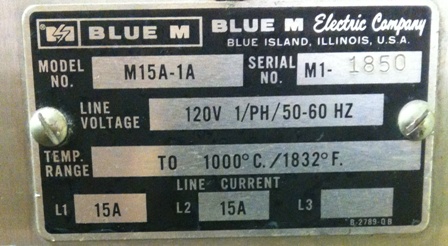 BLUE M BLUE M Electric Company
BLUE ISLAND, ILLINOIS, U.S.A.
MODEL NO. M15A-1A SERIAL NO. M1- 1850
LINE VOLTAGE 120V 1/PH/50-60 HZ
TEMP. RANGE TO 1000°C./1832°F.
LINE CURRENT
L1 15A L2 15A L3
B-2789-D B